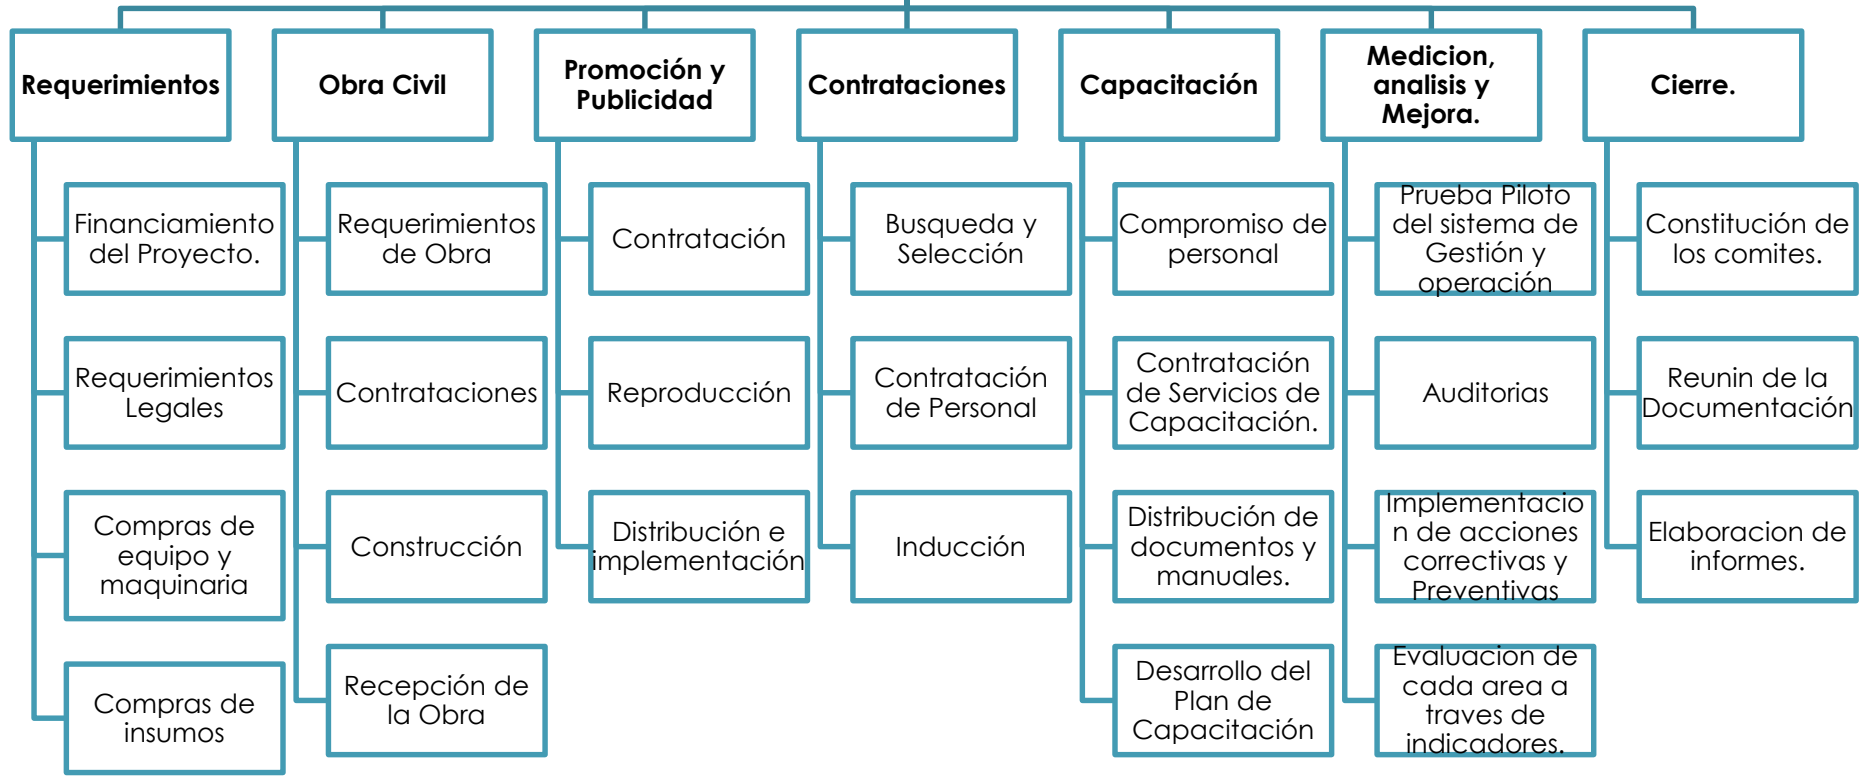 Requerimientos
Financiamiento
del Proyecto.
Requerimientos
Legales
Compras de
equipo y
maquinaria
Compras de
insumos
Obra Civil
Requerimientos
de Obra
Contrataciones
Construcción
Recepción de
la Obra
Promoción y
Publicidad
Contratación
Reproducción
Distribución e
implementación
Contrataciones
Busqueda y
Selección
Contratación
de Personal
Inducción
Capacitación
Compromiso de
personal
Contratación
de Servicios de
Capacitación.
Distribución de
documentos y
manuales.
Desarrollo del
Plan de
Capacitación
Medicion,
analisis y
Mejora.
Prueba Piloto
del sistema de
Gestión y
operación
Auditorias
Implementacio
n de acciones
correctivas y
Preventivas
Evaluacion de
cada area a
traves de
indicadores.
Cierre.
Constitución de
los comites.
Reunin de la
Documentación
Elaboracion de
informes.